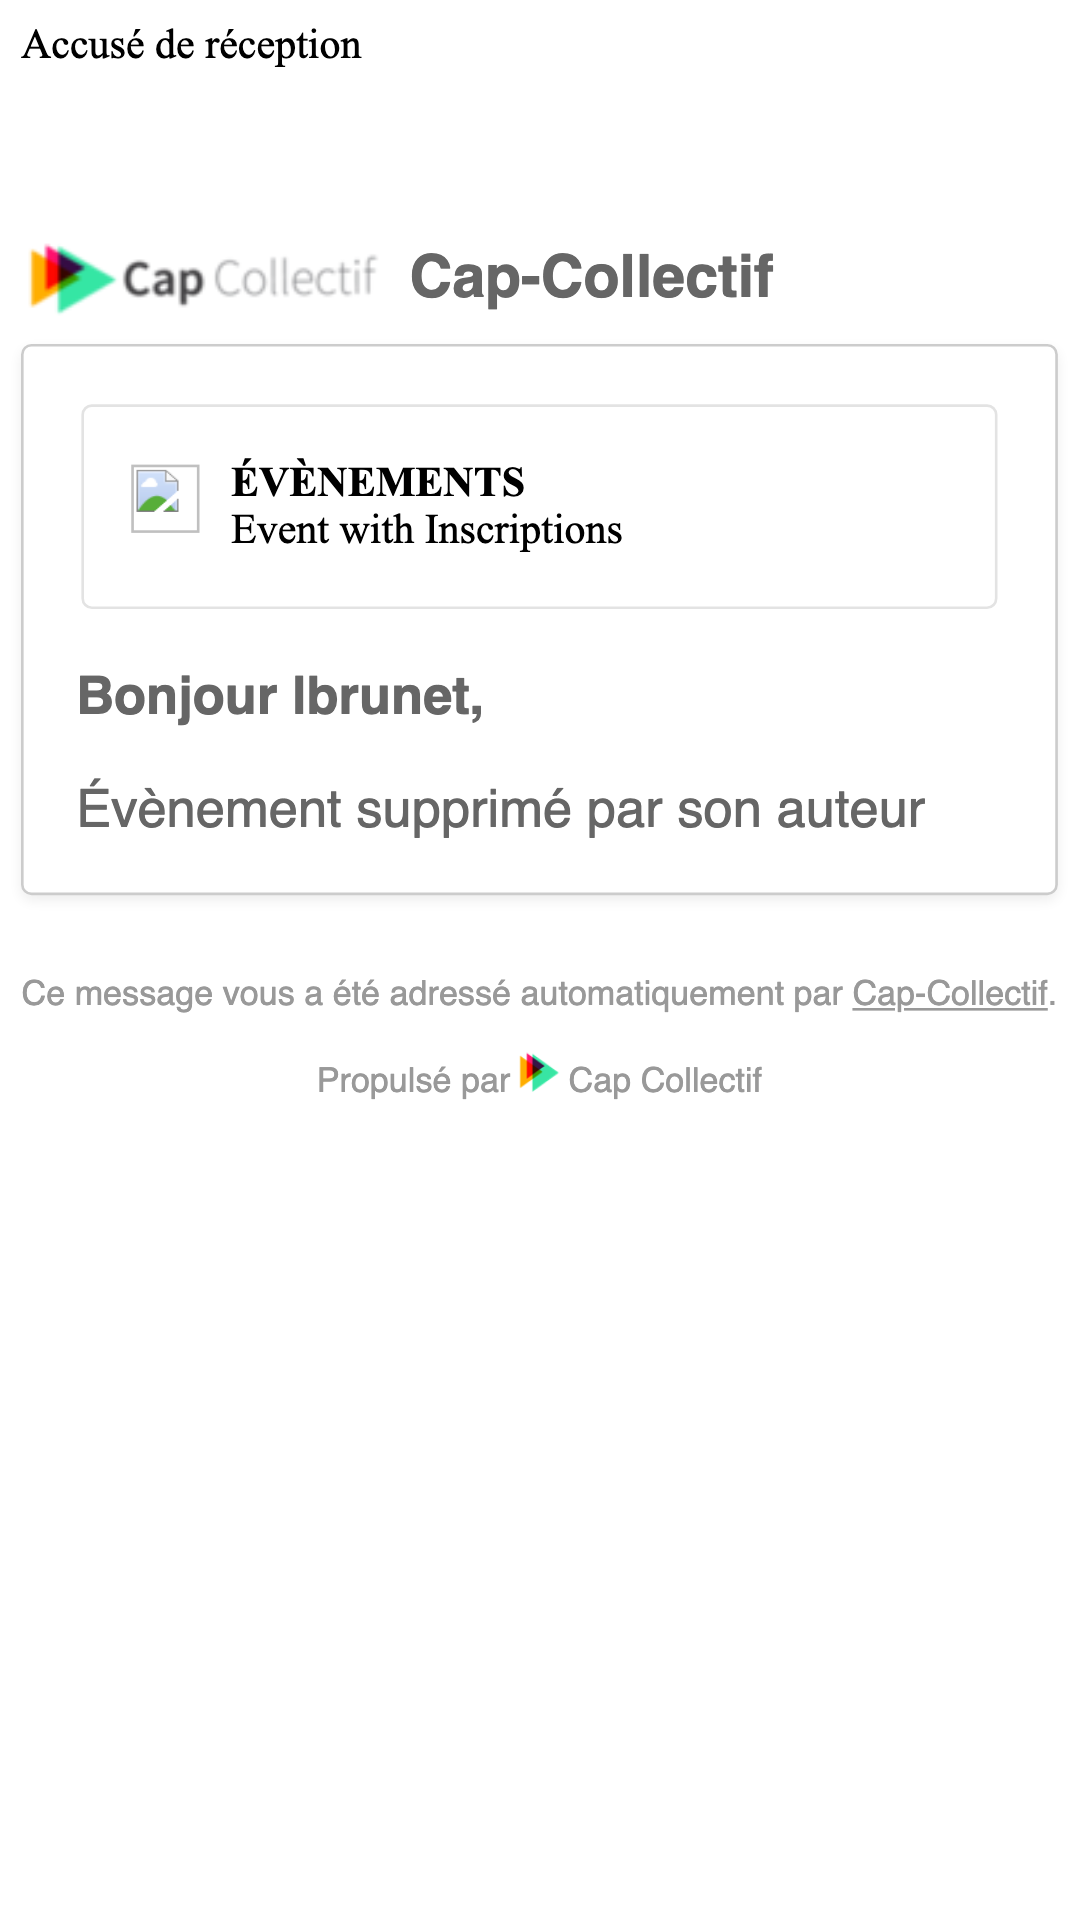 Accusé de réception
Cap Collectif Cap-Collectif
ÉVÈNEMENTS
Event with Inscriptions
Bonjour lbrunet,
Évènement supprimé par son auteur
Ce message vous a été adressé automatiquement par Cap-Collectif.
Propulsé par Cap Collectif